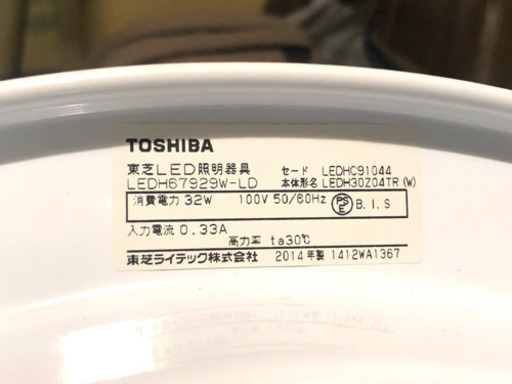 TOSHIBA
東芝LED照明器具 セード LEDHC91044
LEDH67929W-LD 本体形名 LEDH30Z04TR (W)
消費電力 32W 100V 50/60Hz PSE B.I.S
入力電流 0.33A
高力率 ta30℃
東芝ライテック株式会社 2014年製 1412WA1367